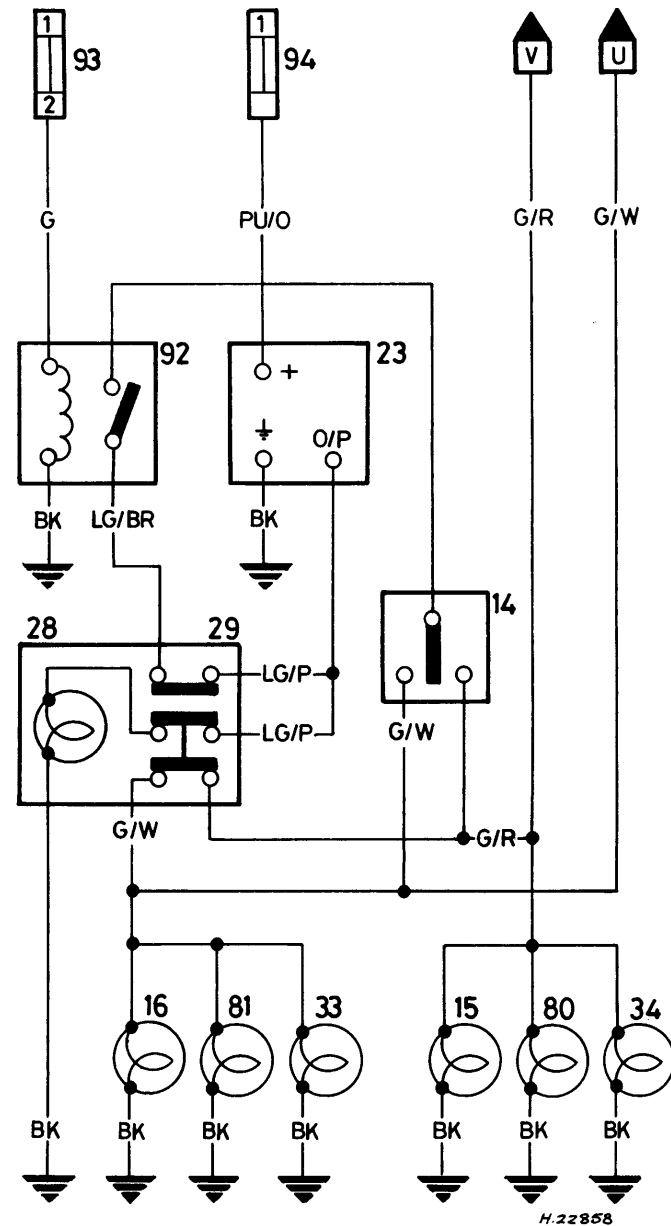 1
93
2
1
94
V
U
G
PU/O
G/R
G/W
92
23
+
O/P
BK
LG/BR
BK
14
28
29
LG/P
LG/P
G/W
G/W
G/R
16
81
33
15
80
34
BK
BK
BK
BK
BK
BK
BK
H.22858